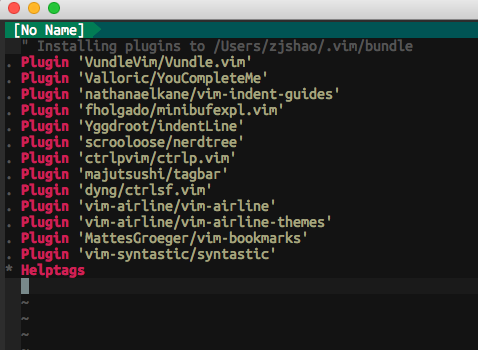 [No Name]
" Installing plugins to /Users/zjshao/.vim/bundle
. Plugin 'VundleVim/Vundle.vim'
. Plugin 'Valloric/YouCompleteMe'
. Plugin 'nathanaelkane/vim-indent-guides'
. Plugin 'fholgado/minibufexpl.vim'
. Plugin 'Yggdroot/indentLine'
. Plugin 'scrooloose/nerdtree'
. Plugin 'ctrlpvim/ctrlp.vim'
. Plugin 'majutsushi/tagbar'
. Plugin 'dyng/ctrlsf.vim'
. Plugin 'vim-airline/vim-airline'
. Plugin 'vim-airline/vim-airline-themes'
. Plugin 'MattesGroeger/vim-bookmarks'
. Plugin 'vim-syntastic/syntastic'
* Helptags
~
~
~